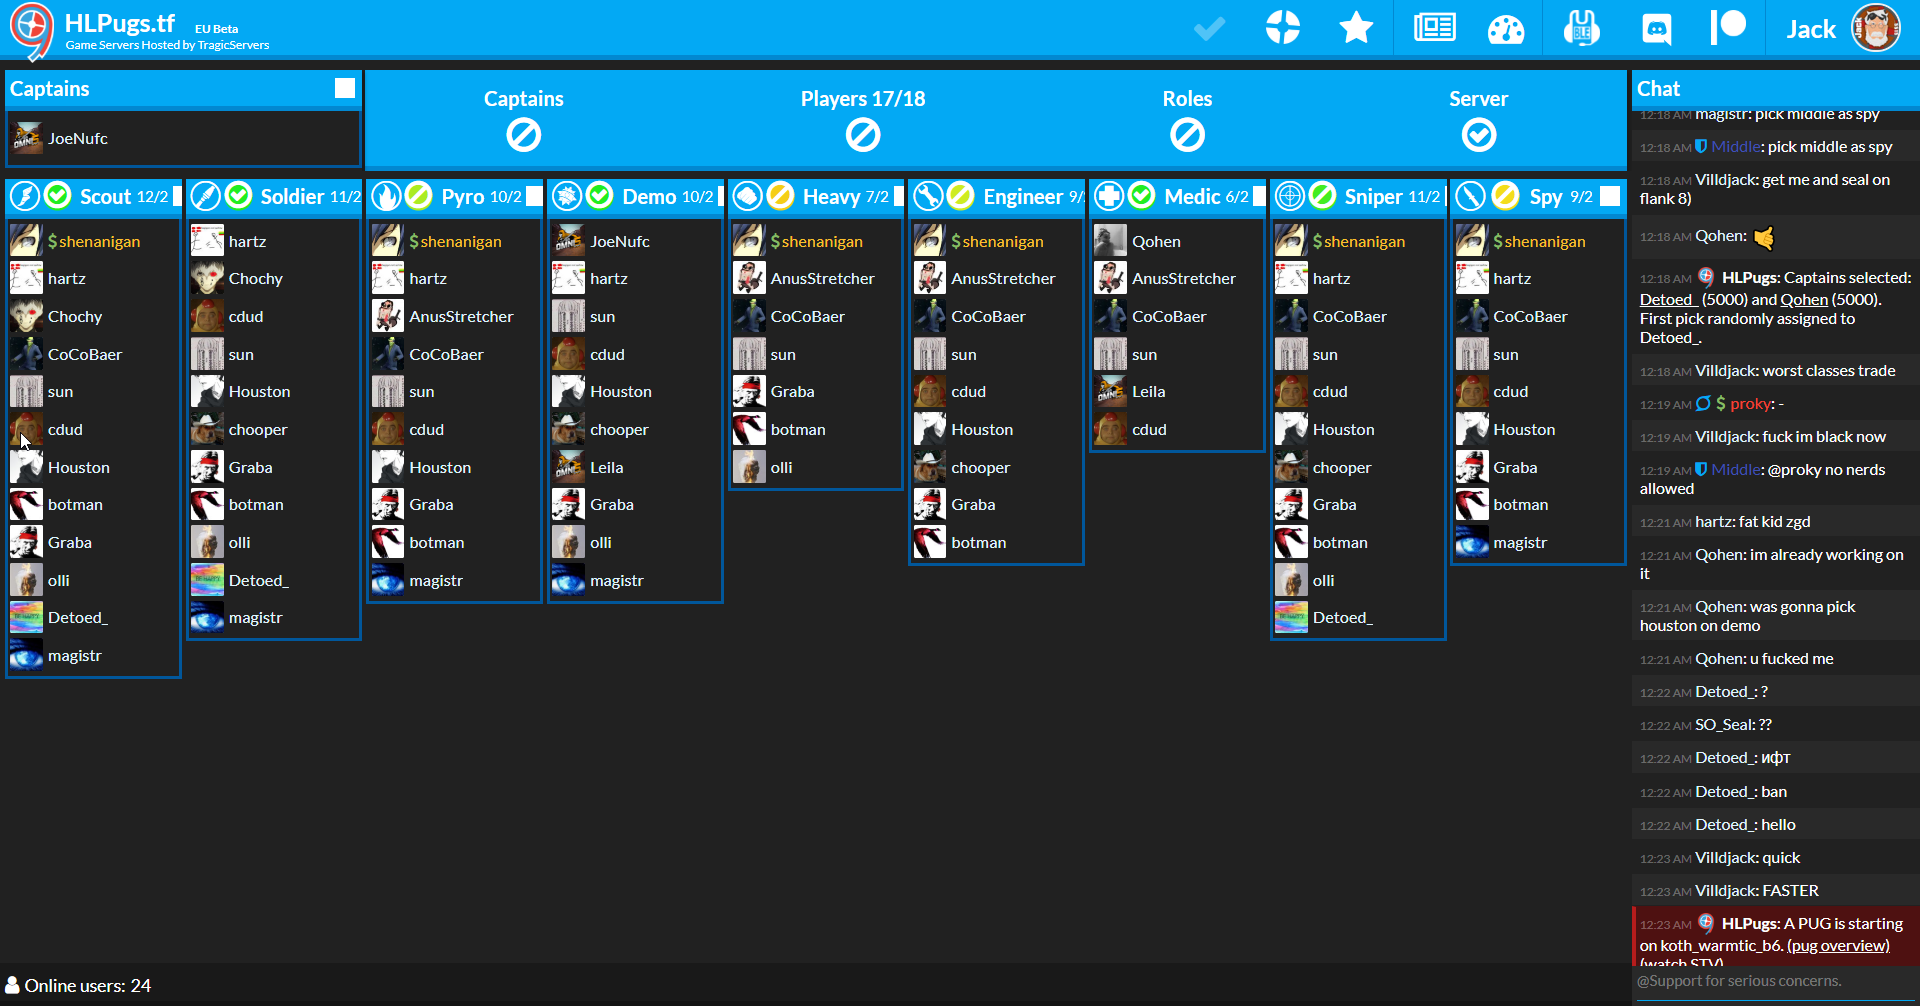 HLPugs.tf EU Beta
Game Servers Hosted by TragicServers
BLE
Jack
Captains
JoeNufc
Captains
Players 17/18
Roles
Server
Scout 12/2
$shenanigan
hartz
Chochy
CoCoBaer
sun
cdud
Houston
botman
Graba
olli
Detoed_
magistr
Soldier 11/2
hartz
Chochy
cdud
sun
Houston
chooper
Graba
botman
olli
Detoed_
magistr
Pyro 10/2
$shenanigan
hartz
AnusStretcher
CoCoBaer
sun
cdud
Houston
Graba
botman
magistr
Demo 10/2
JoeNufc
hartz
sun
cdud
Houston
chooper
Leila
Graba
olli
magistr
Heavy 7/2
$shenanigan
AnusStretcher
CoCoBaer
sun
Graba
botman
olli
Engineer 9/
$shenanigan
AnusStretcher
CoCoBaer
sun
cdud
Houston
chooper
Graba
botman
Medic 6/2
Qohen
AnusStretcher
CoCoBaer
sun
Leila
cdud
Sniper 11/2
$shenanigan
hartz
CoCoBaer
sun
cdud
Houston
chooper
Graba
botman
olli
Detoed_
Spy 9/2
$shenanigan
hartz
CoCoBaer
sun
cdud
Houston
Graba
botman
magistr
Chat
12:18 AM magistr: pick middle as spy
12:18 AM Middle: pick middle as spy
12:18 AM Villdjack: get me and seal on
flank 8)
12:18 AM Qohen:
12:18 AM HLPugs: Captains selected:
Detoed_ (5000) and Qohen (5000).
First pick randomly assigned to
Detoed_.
12:18 AM Villdjack: worst classes trade
12:19 AM $ proky: -
12:19 AM Villdjack: fuck im black now
12:19 AM Middle: @proky no nerds
allowed
12:21 AM hartz: fat kid zgd
12:21 AM Qohen: im already working on
it
12:21 AM Qohen: was gonna pick
houston on demo
12:21 AM Qohen: u fucked me
12:22 AM Detoed_: ?
12:22 AM SO_Seal: ??
12:22 AM Detoed_: ифт
12:22 AM Detoed_: ban
12:22 AM Detoed_: hello
12:23 AM Villdjack: quick
12:23 AM Villdjack: FASTER
12:23 AM HLPugs: A PUG is starting
on koth_warmtic_b6. (pug overview)
(watch STV)
@Support for serious concerns.
Online users: 24